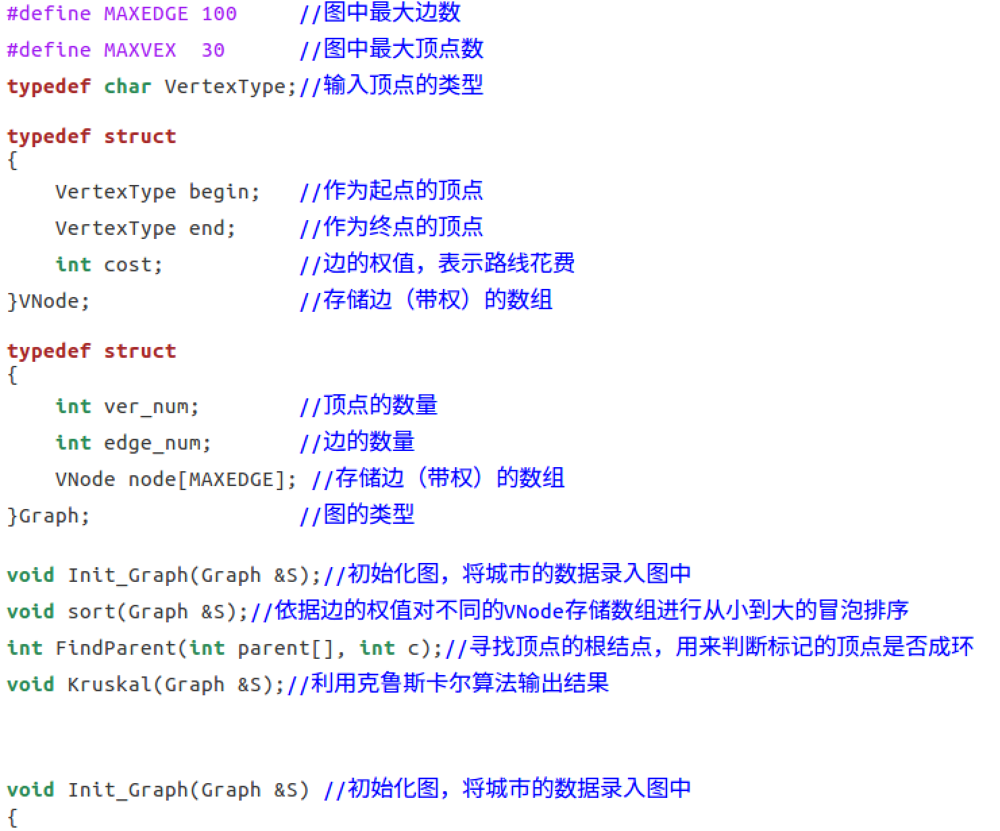 #define MAXEDGE 100 //图中最大边数
#define MAXVEX 30 //图中最大顶点数
typedef char VertexType;//输入顶点的类型
typedef struct
{
VertexType begin; //作为起点的顶点
VertexType end; //作为终点的顶点
int cost; //边的权值，表示路线花费
}VNode; //存储边（带权）的数组
typedef struct
{
int ver_num; //顶点的数量
int edge_num; //边的数量
VNode node[MAXEDGE]; //存储边（带权）的数组
}Graph; //图的类型
void Init_Graph(Graph &S);//初始化图，将城市的数据录入图中
void sort(Graph &S);//依据边的权值对不同的VNode存储数组进行从小到大的冒泡排序
int FindParent(int parent[], int c);//寻找顶点的根结点，用来判断标记的顶点是否成环
void Kruskal(Graph &S);//利用克鲁斯卡尔算法输出结果
void Init_Graph(Graph &S) //初始化图，将城市的数据录入图中
{